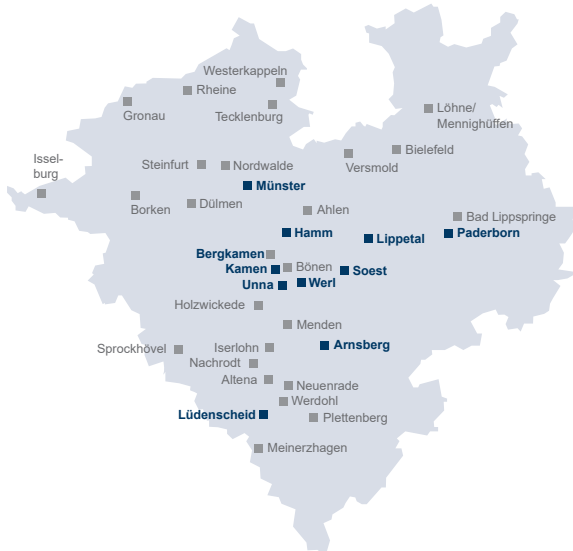 Westerkappeln
Rheine
Gronau
Tecklenburg
Löhne/
Mennighüffen
Bielefeld
Versmold
Issel-
burg
Steinfurt
Nordwalde
Münster
Borken
Dülmen
Ahlen
Bad Lippspringe
Hamm
Lippetal
Paderborn
Bergkamen
Kamen
Bönen
Soest
Unna
Werl
Holzwickede
Menden
Sprockhövel
Iserlohn
Arnsberg
Nachrodt
Altena
Neuenrade
Werdohl
Lüdenscheid
Plettenberg
Meinerzhagen